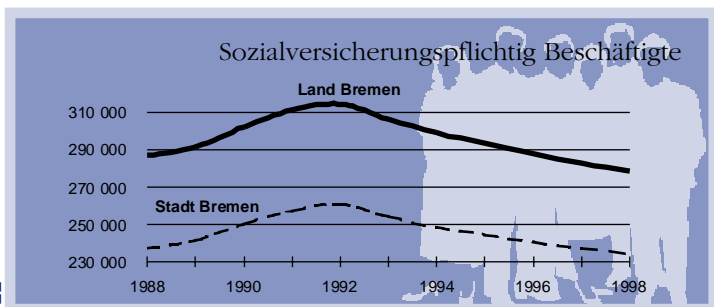 Sozialversicherungspflichtig Beschäftigte
Land Bremen
310 000
290 000
270 000
Stadt Bremen
250 000
230 000
1988 1990 1992 1994 1996 1998